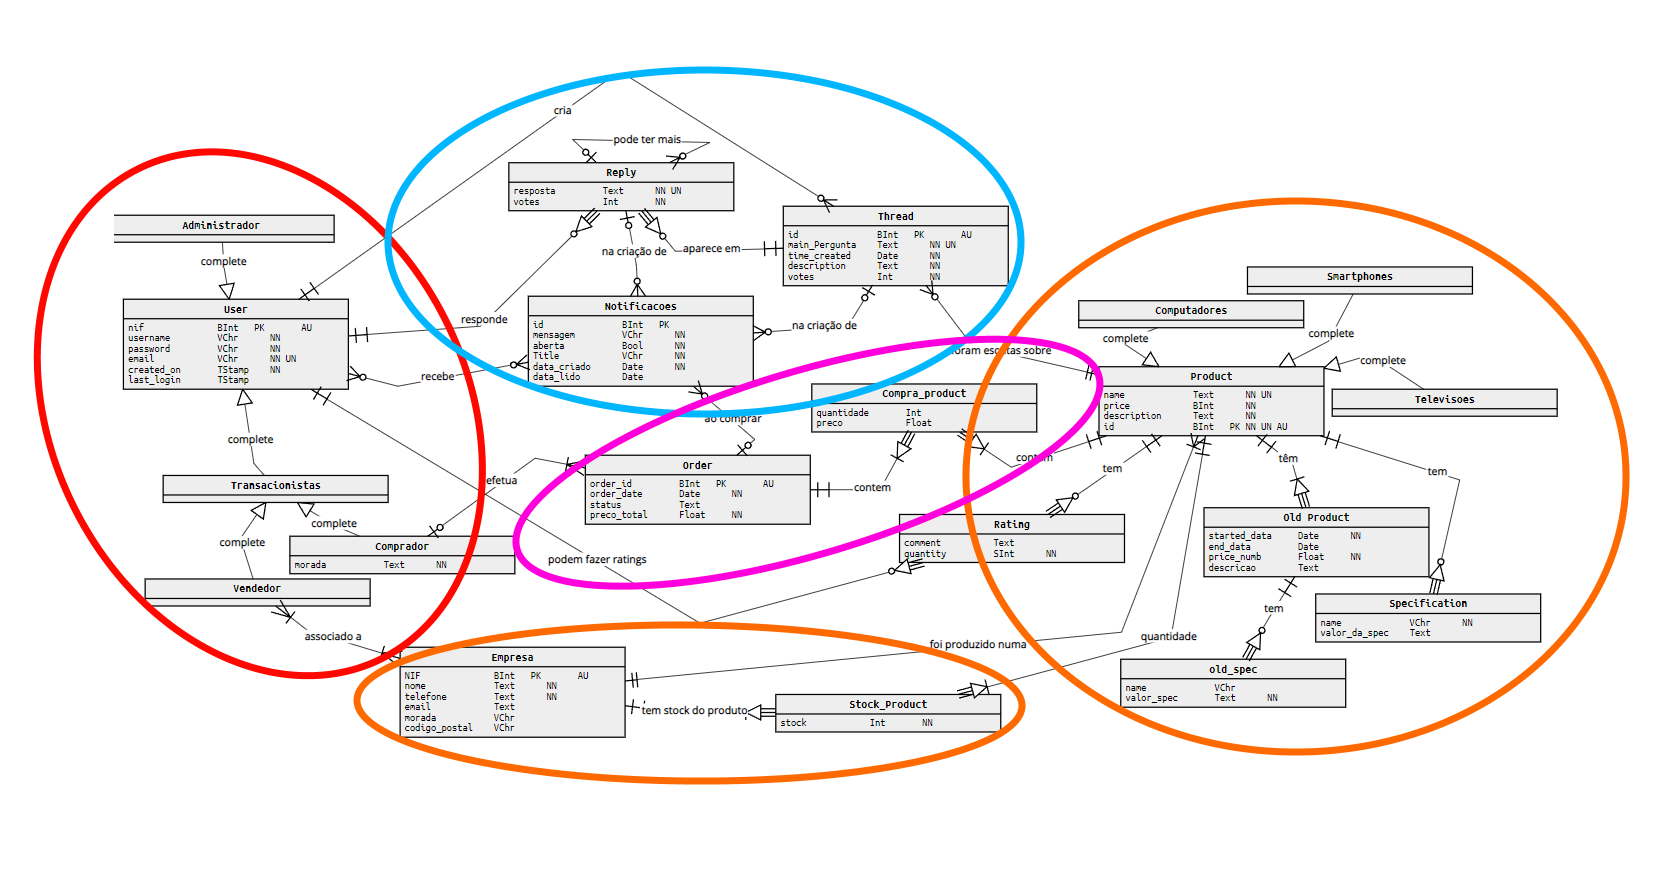 cria
pode ter mais
Reply
resposta Text NN UN
votes Int NN
Thread
id BInt PK AU
main_Pergunta Text NN UN
time_created Date NN
description Text NN
votes Int NN
na criação de
aparece em
Administrador
complete
User
nif BInt PK AU
username VChr NN
password VChr NN
email VChr NN UN
created_on TStamp NN
last_login TStamp
responde
recebe
Notificacoes
id BInt PK
mensagem VChr NN
aberta Bool NN
Title VChr NN
data_criado Date NN
data_lido Date
na criação de
foram escritas sobre
Smartphones
Computadores
complete
complete
complete
Televisoes
Product
name Text NN UN
price BInt NN
description Text NN
id BInt PK NN UN AU
Compra_product
quantidade Int
preco Float
ao comprar
complete
Transacionistas
complete
complete
Comprador
morada Text NN
Vendedor
associado a
efetua
Order
order_id BInt PK AU
order_date Date NN
status Text
preco_total Float NN
contem
contem
tem
têm
tem
Rating
comment Text
quantity SInt NN
podem fazer ratings
Old Product
started_data Date NN
end_data Date
price_numb Float NN
descricao Text
Specification
name VChr NN
valor_da_spec Text
tem
old_spec
name VChr
valor_spec Text NN
foi produzido numa
quantidade
Empresa
NIF BInt PK AU
nome Text NN
telefone Text NN
email Text
morada VChr
codigo_postal VChr
tem stock do produto
Stock_Product
stock Int NN